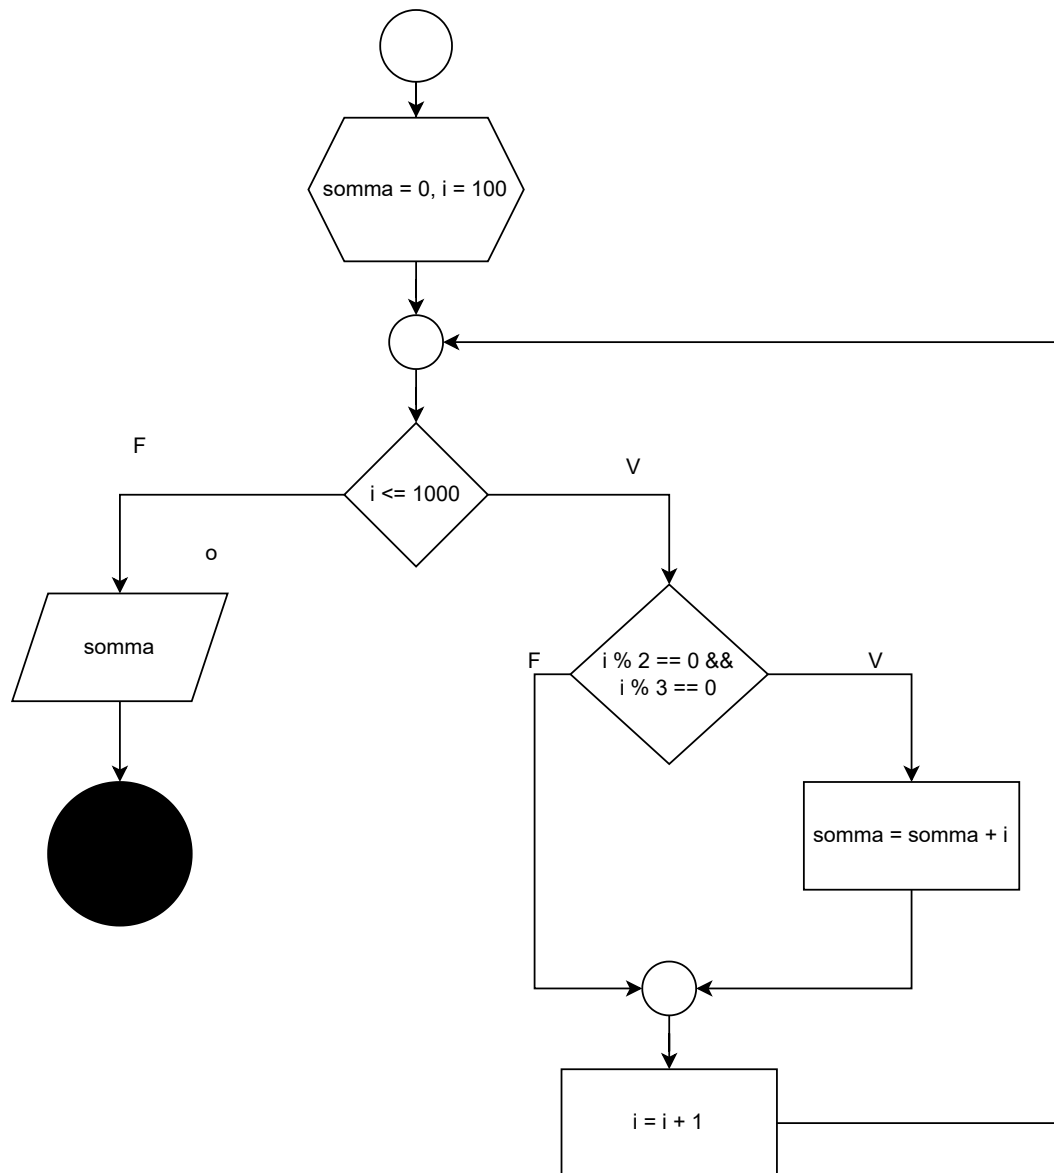 somma = 0, i = 100
F
V
i <= 1000
o
somma
F
i % 2 == 0 &&
i % 3 == 0
V
somma = somma + i
i = i + 1